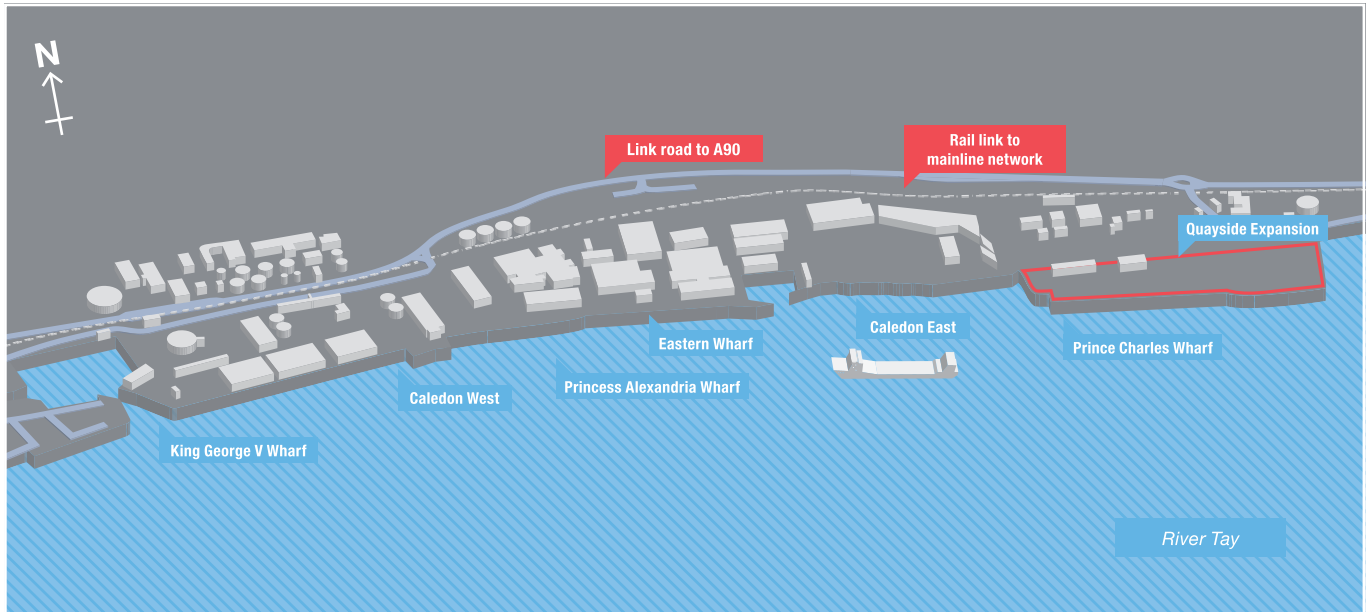 N
Link road to A90
Rail link to
mainline network
Quayside Expansion
Caledon East
Eastern Wharf
Prince Charles Wharf
Princess Alexandria Wharf
Caledon West
King George V Wharf
River Tay